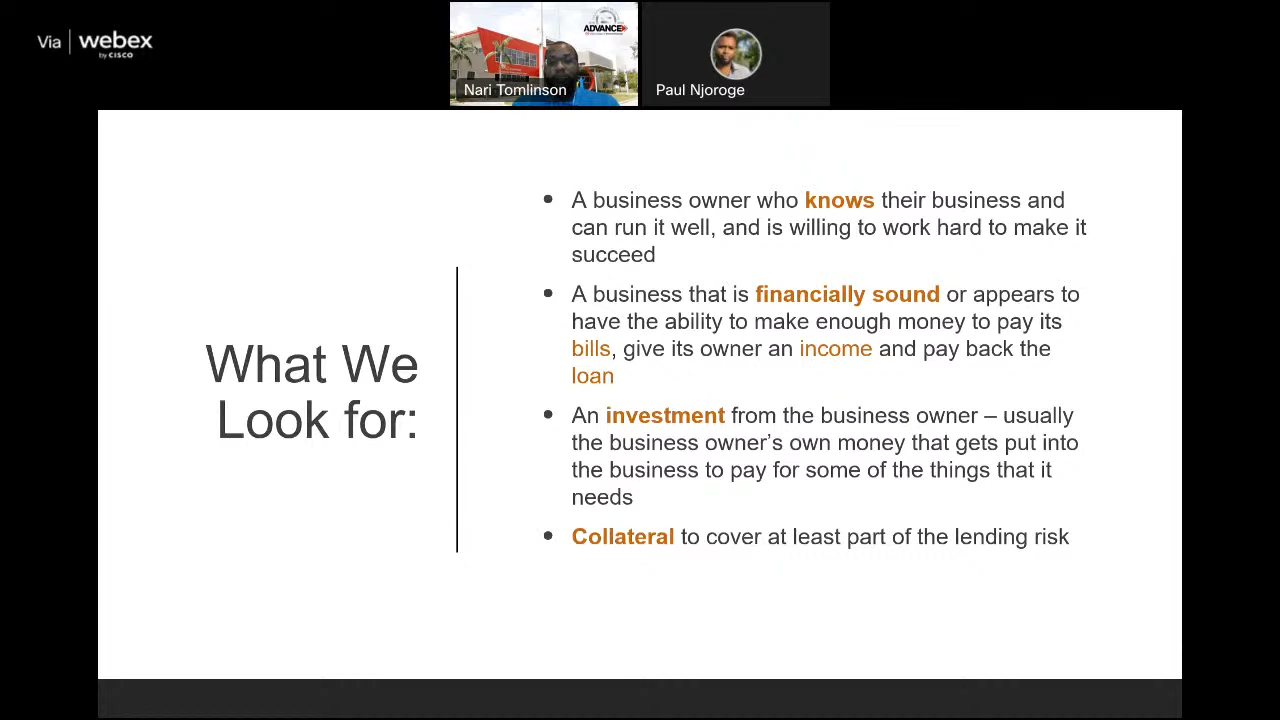 Via webex
by CISCO
ADVANCE
Nari Tomlinson
Paul Njoroge
What We
Look for:
• A business owner who knows their business and
can run it well, and is willing to work hard to make it
succeed
• A business that is financially sound or appears to
have the ability to make enough money to pay its
bills, give its owner an income and pay back the
loan
• An investment from the business owner – usually
the business owner’s own money that gets put into
the business to pay for some of the things that it
needs
• Collateral to cover at least part of the lending risk